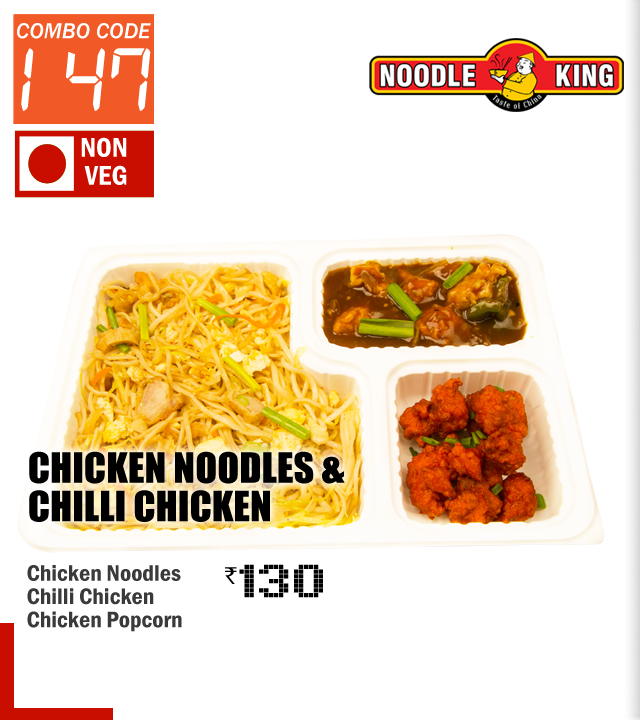 COMBO CODE
147
NON
VEG
NOODLE KING
Taste of China
CHICKEN NOODLES &
CHILLI CHICKEN
Chicken Noodles
Chilli Chicken
Chicken Popcorn
₹130